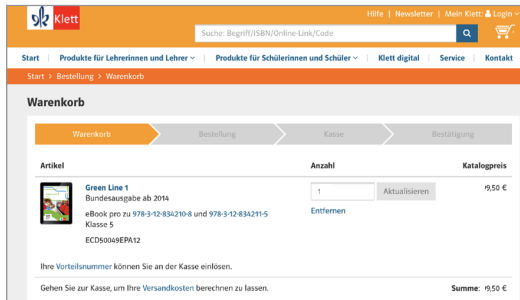 Klett
Hilfe | Newsletter | Mein Klett: Login
Suche: Begriff/ISBN/Online-Link/Code
Start | Produkte für Lehrerinnen und Lehrer | Produkte für Schülerinnen und Schüler | Klett digital | Service | Kontakt
Start > Bestellung > Warenkorb
Warenkorb
Warenkorb Bestellung Kasse Bestätigung
Artikel Anzahl Katalogpreis
Green Line 1 1 Aktualisieren 19,50 €
Bundesausgabe ab 2014
eBook pro zu 978-3-12-834210-8 und 978-3-12-834211-5 Entfernen
Klasse 5
ECD50049EPA12
Ihre Vorteilsnummer können Sie an der Kasse einlösen.
Gehen Sie zur Kasse, um Ihre Versandkosten berechnen zu lassen. Summe: 19,50 €